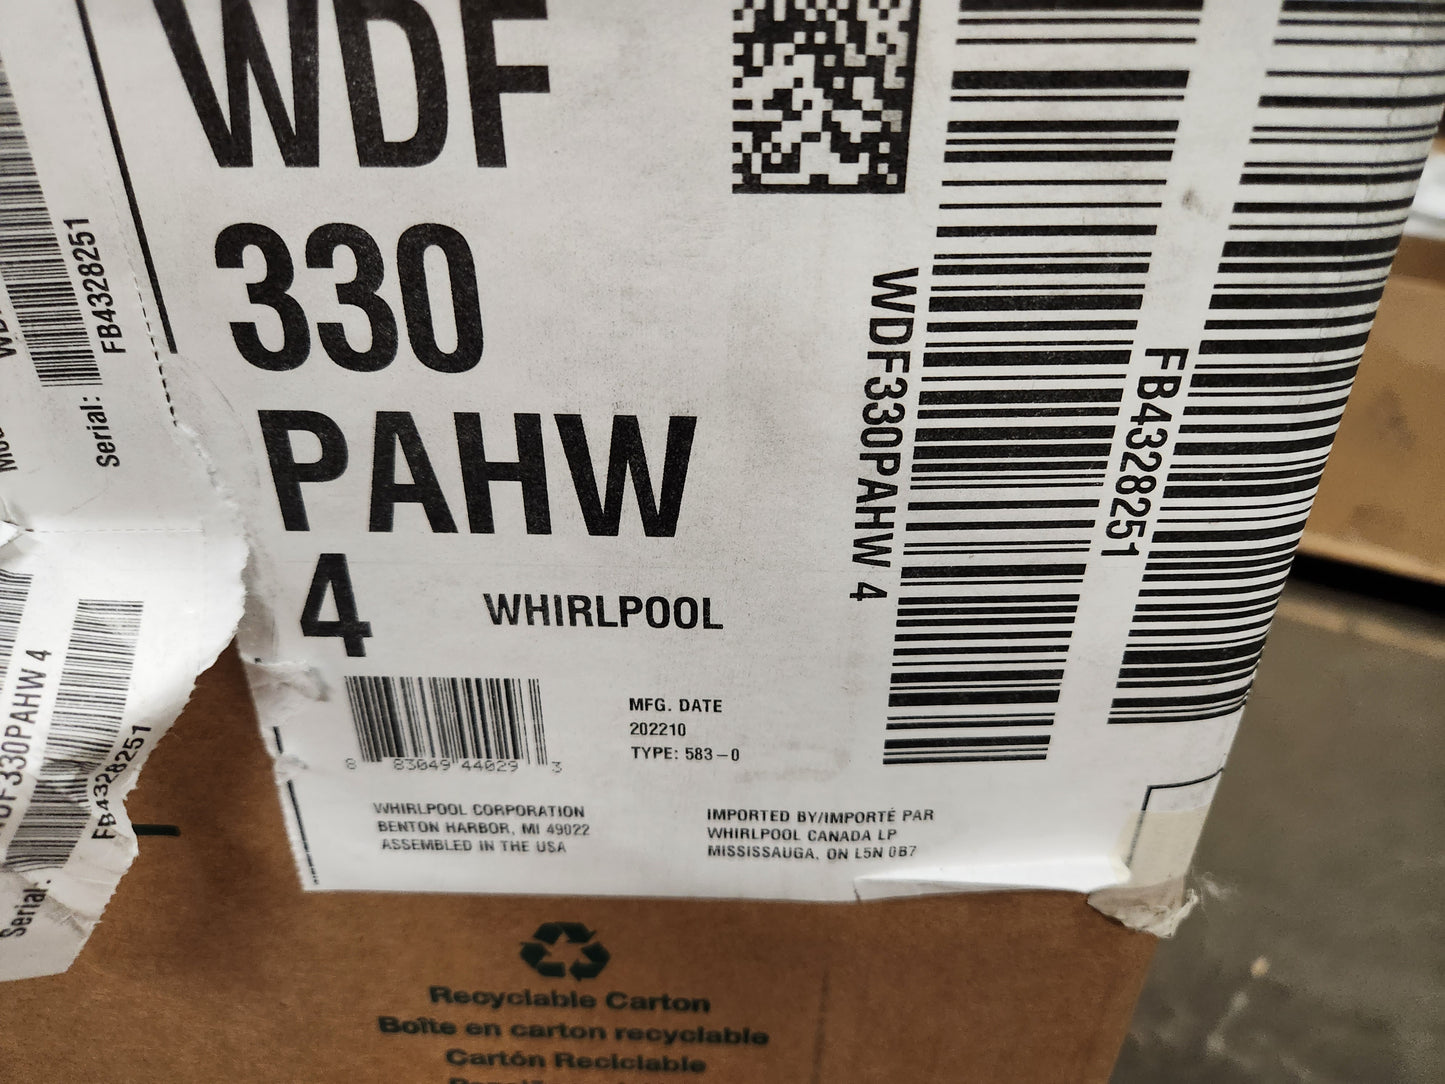 WDF
330
PAHW
4
WHIRLPOOL
8 83049 44029 3
MFG. DATE
202210
TYPE: 583-0
WHIRLPOOL CORPORATION
BENTON HARBOR, MI 49022
ASSEMBLED IN THE USA
IMPORTED BY/IMPORTÉ PAR
WHIRLPOOL CANADA LP
MISSISSAUGA, ON L5N 0B7
WDF330PAHW 4
FB4328251
Serial:
FB4328251
FB4328251
Serial:
Recyclable Carton
Boîte en carton recyclable
Cartón Reciclable